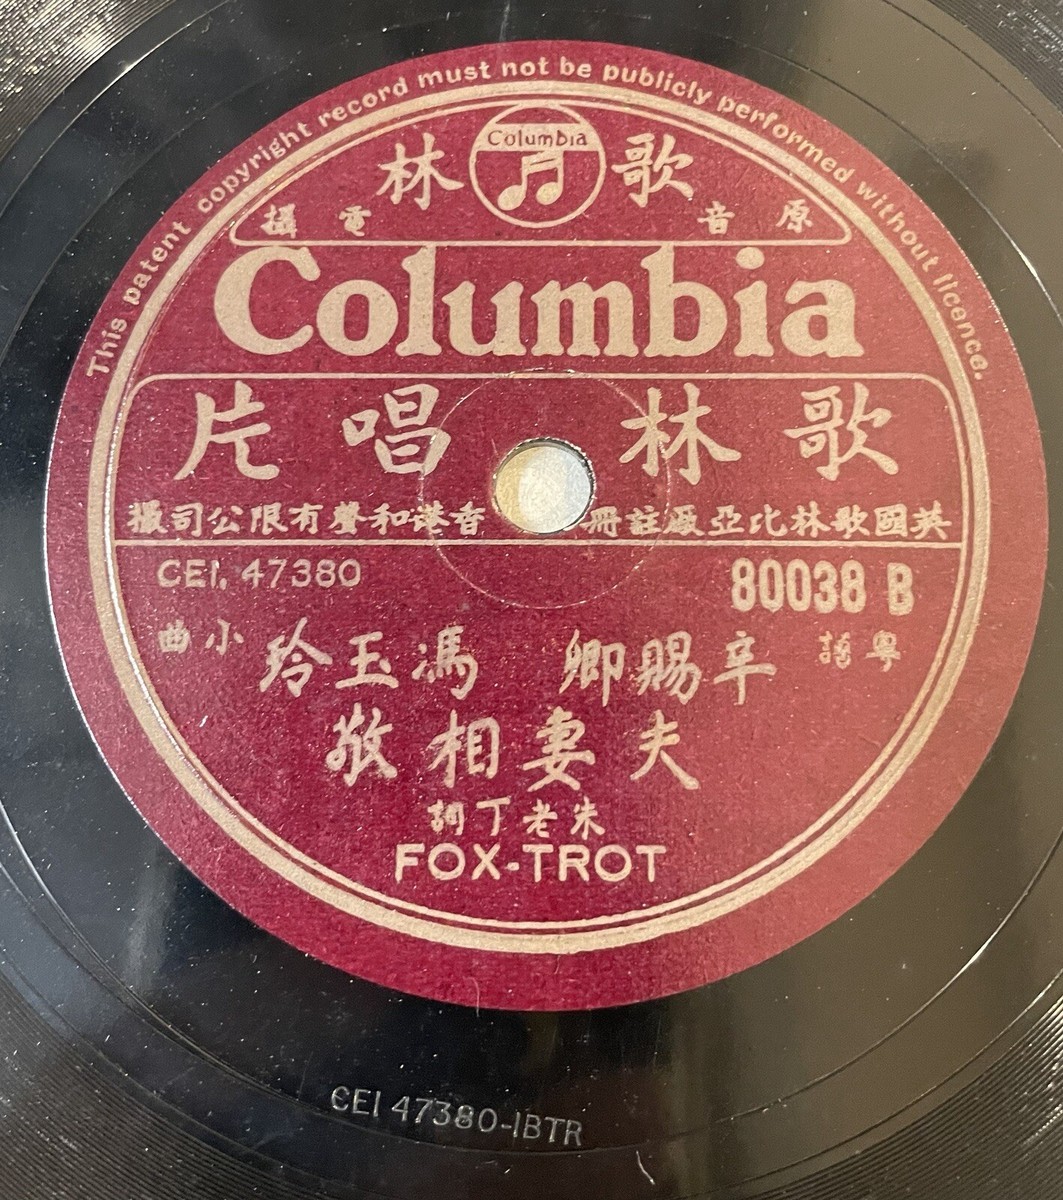 This patent copyright record must not be publicly performed without licence.
歌 Columbia 林
原音電攝
Columbia
歌林唱片
英國歌林比亞廠註冊 香港和聲有限公司
CEI. 47380 80038 B
粵語 辛賜卿 馮玉玲 小曲
夫妻相敬
朱老丁詞
FOX-TROT
CEI 47380-1BTR